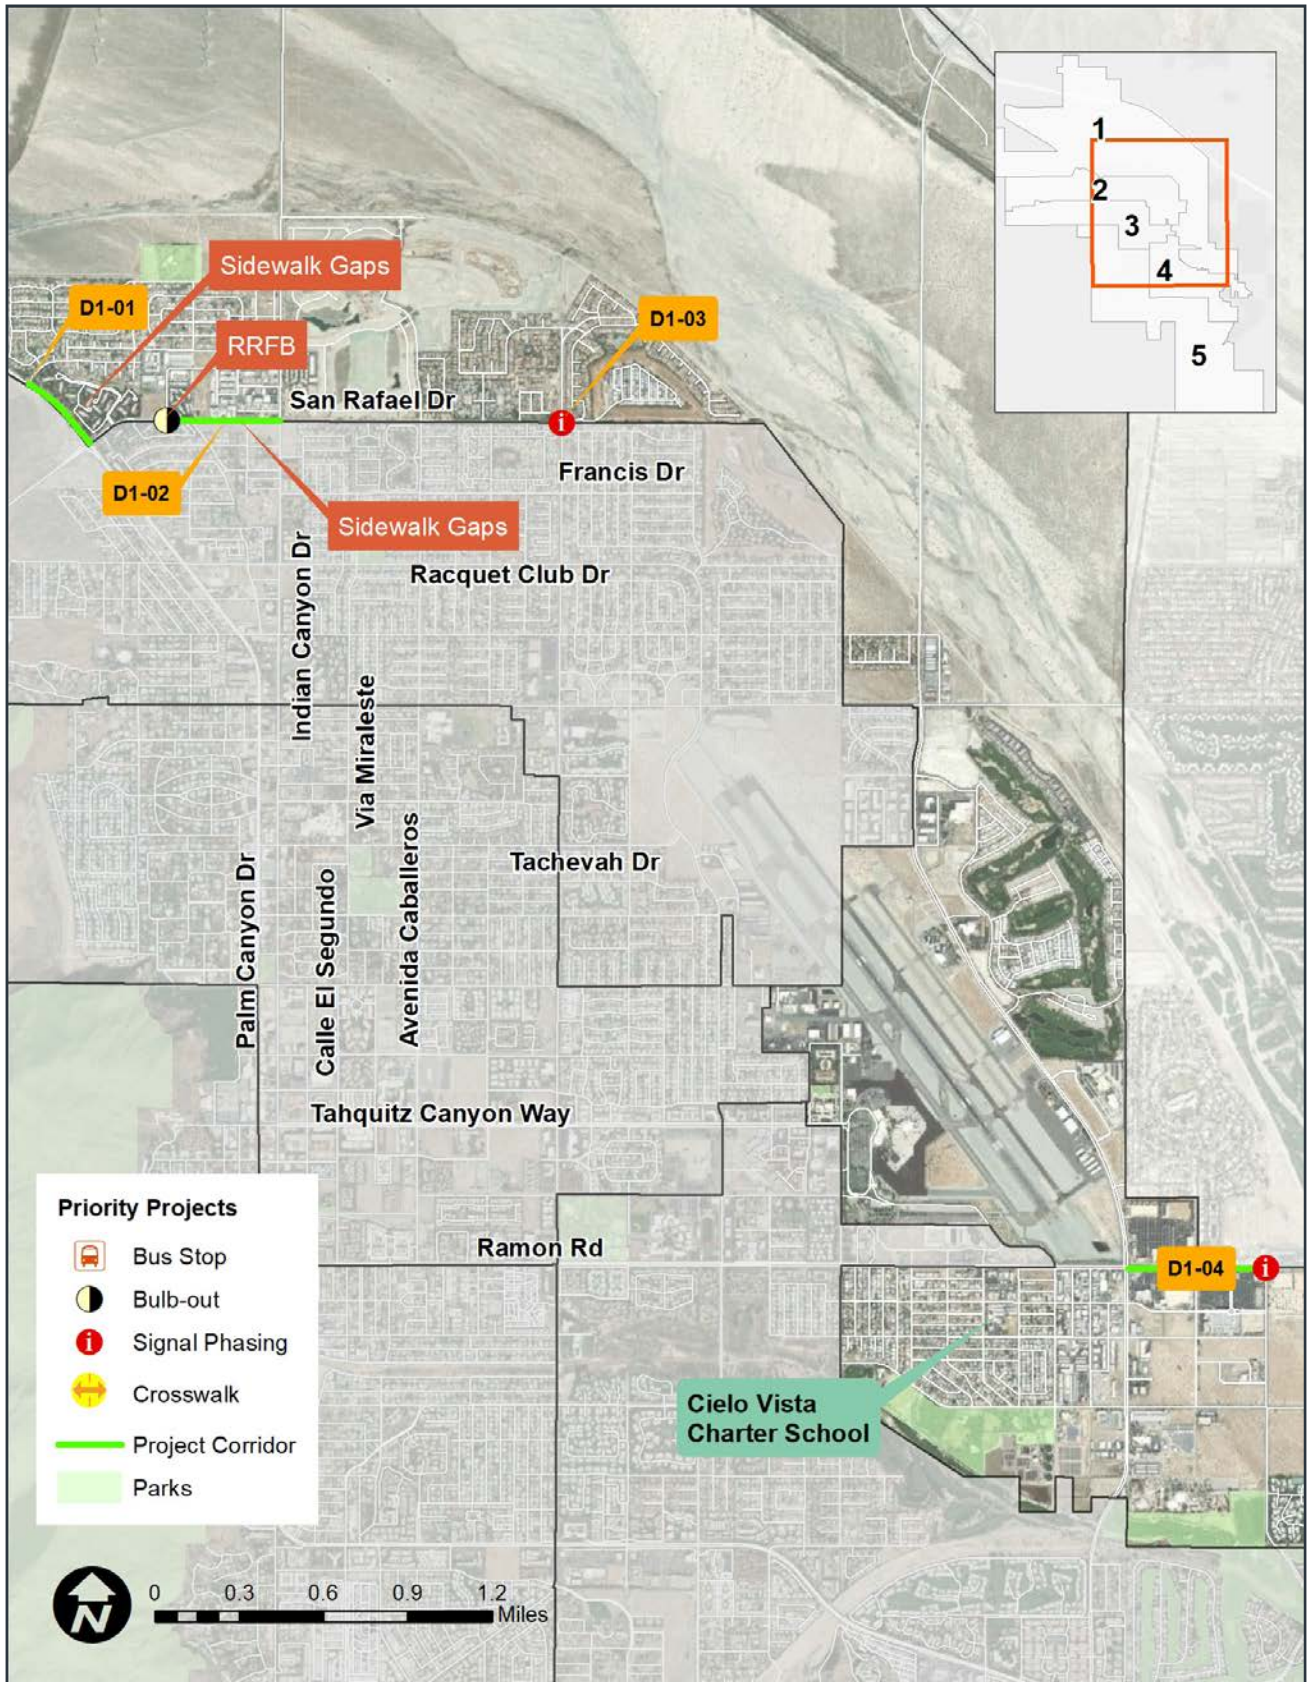 1
2
3
4
5
Sidewalk Gaps
D1-01
D1-03
RRFB
San Rafael Dr
Francis Dr
D1-02
Sidewalk Gaps
Racquet Club Dr
Indian Canyon Dr
Via Miraleste
Tachevah Dr
Palm Canyon Dr
Calle El Segundo
Avenida Caballeros
Tahquitz Canyon Way
Ramon Rd
D1-04
i
i
Cielo Vista
Charter School
Priority Projects
Bus Stop
Bulb-out
i Signal Phasing
Crosswalk
Project Corridor
Parks
N
0 0.3 0.6 0.9 1.2
Miles